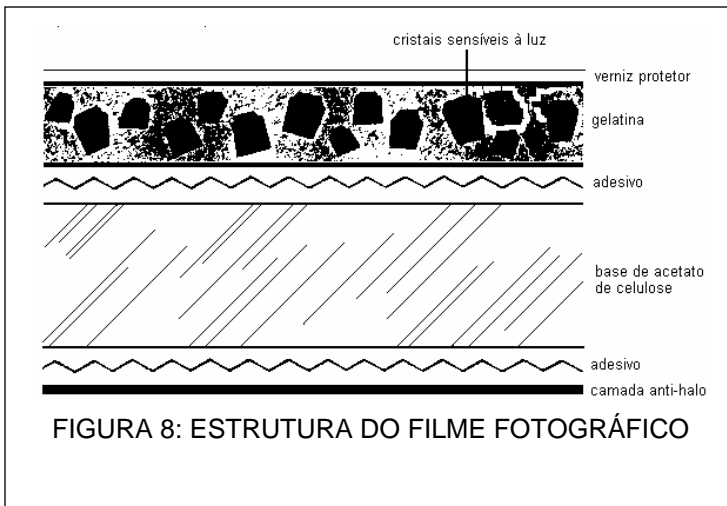 cristais sensíveis à luz
verniz protetor
gelatina
adesivo
base de acetato
de celulose
adesivo
camada anti-halo
FIGURA 8: ESTRUTURA DO FILME FOTOGRÁFICO